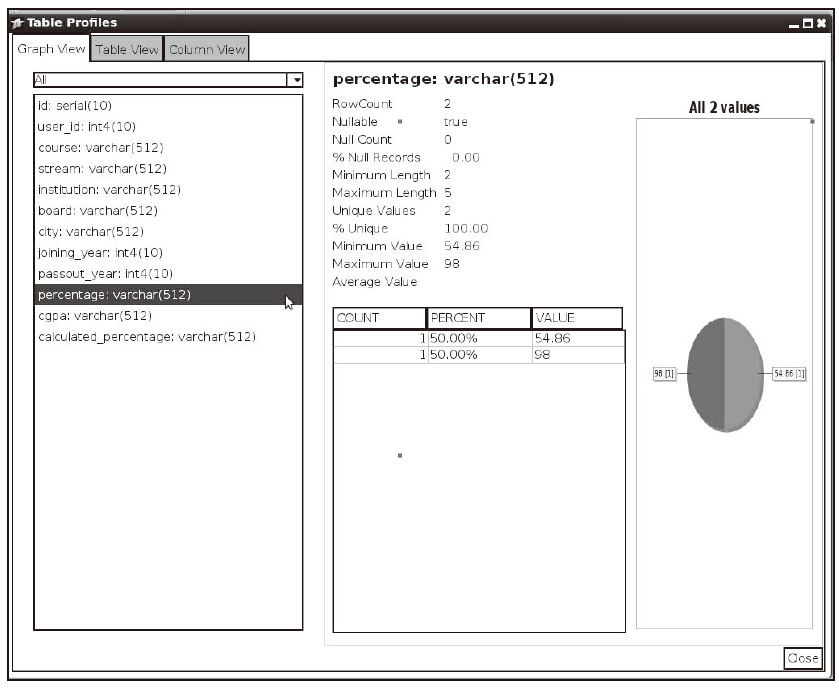 Table Profiles
Graph View Table View Column View
All
id: serial(10)
user_id: int4(10)
course: varchar(512)
stream: varchar(512)
institution: varchar(512)
board: varchar(512)
city: varchar(512)
joining_year: int4(10)
passout_year: int4(10)
percentage: varchar(512)
cgpa: varchar(512)
calculated_percentage: varchar(512)
percentage: varchar(512)
RowCount 2
Nullable true
Null Count 0
% Null Records 0.00
Minimum Length 2
Maximum Length 5
Unique Values 2
% Unique 100.00
Minimum Value 54.86
Maximum Value 98
Average Value
COUNT PERCENT VALUE
1 50.00% 54.86
1 50.00% 98
All 2 values
98 [1] 54.86 [1]
Close